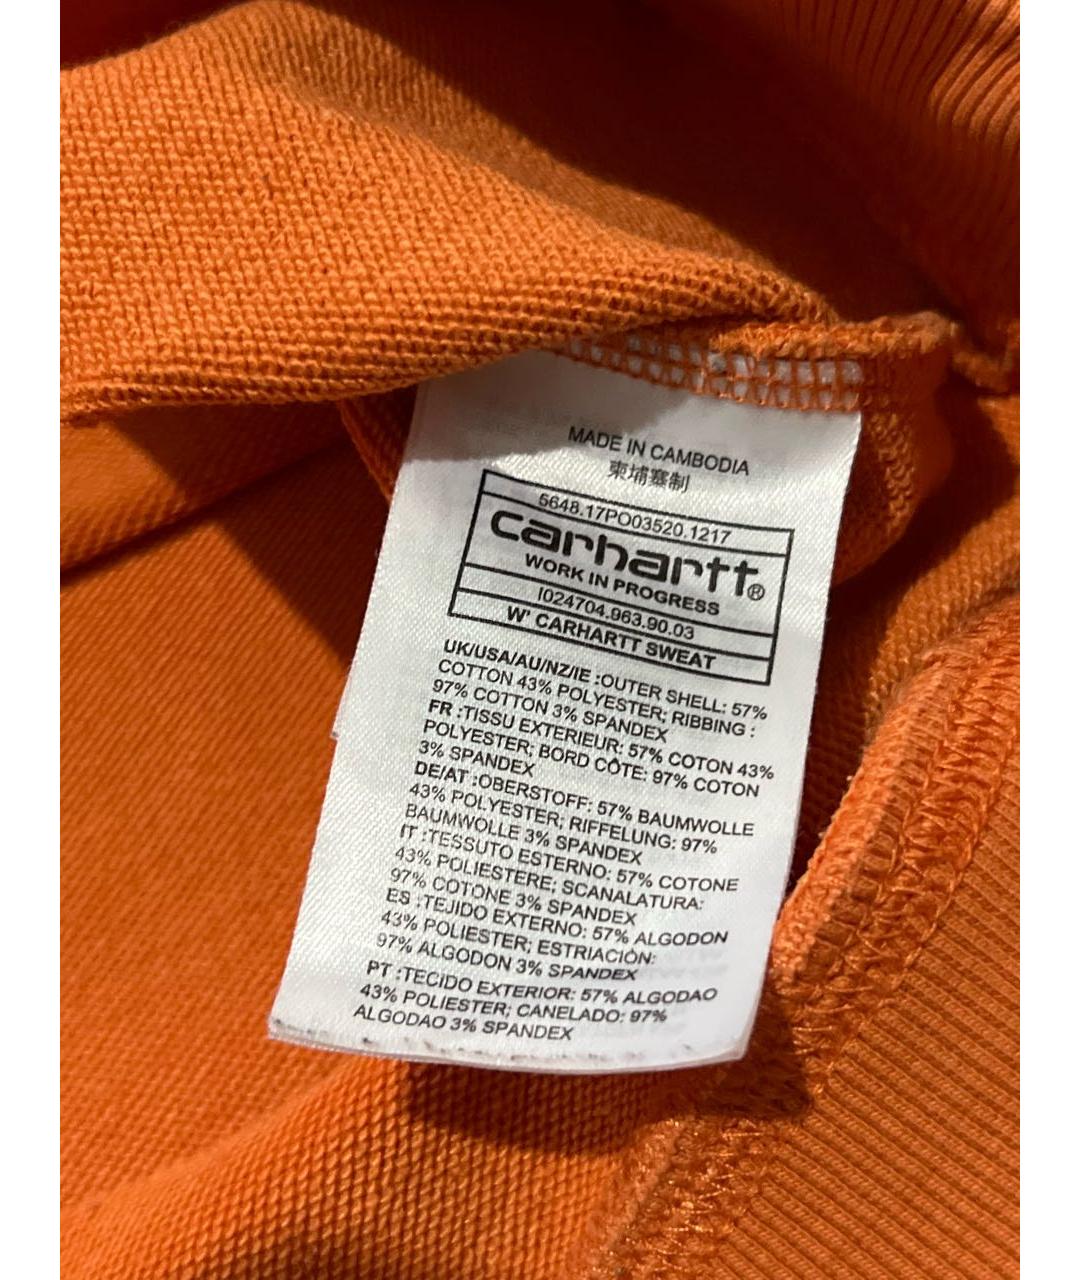 MADE IN CAMBODIA
柬埔塞制
5648.17PO03520.1217
carhartt®
WORK IN PROGRESS
I024704.963.90.03
W' CARHARTT SWEAT
UK/USA/AU/NZ/IE :OUTER SHELL: 57%
COTTON 43% POLYESTER; RIBBING :
97% COTTON 3% SPANDEX
FR :TISSU EXTERIEUR: 57% COTON 43%
POLYESTER; BORD CÔTE: 97% COTON
3% SPANDEX
DE/AT :OBERSTOFF: 57% BAUMWOLLE
43% POLYESTER; RIFFELUNG: 97%
BAUMWOLLE 3% SPANDEX
IT :TESSUTO ESTERNO: 57% COTONE
43% POLIESTERE; SCANALATURA:
97% COTONE 3% SPANDEX
ES :TEJIDO EXTERNO: 57% ALGODON
43% POLIESTER; ESTRIACIÓN:
97% ALGODON 3% SPANDEX
PT :TECIDO EXTERIOR: 57% ALGODAO
43% POLIESTER; CANELADO: 97%
ALGODAO 3% SPANDEX